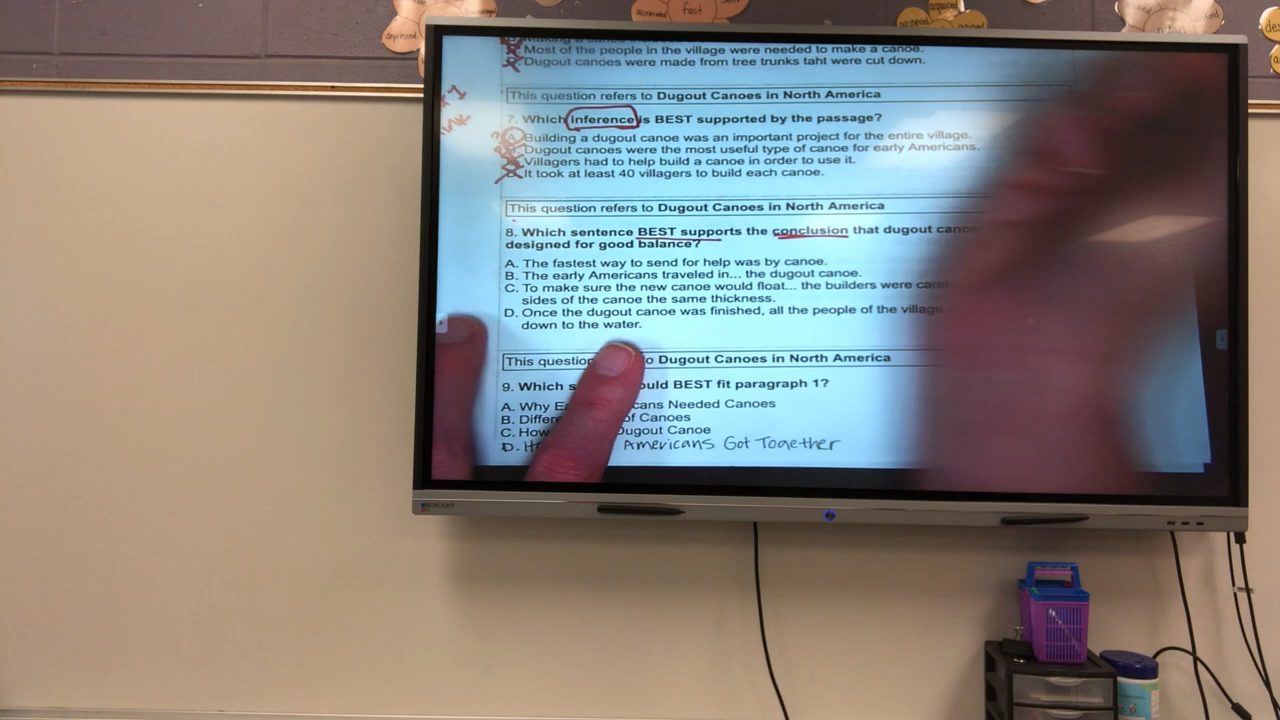 depressed
fast
Most of the people in the village were needed to make a canoe.
Dugout canoes were made from tree trunks taht were cut down.
This question refers to Dugout Canoes in North America
7. Which Inference is BEST supported by the passage?
A. Building a dugout canoe was an important project for the entire village.
Dugout canoes were the most useful type of canoe for early Americans.
Villagers had to help build a canoe in order to use it.
It took at least 40 villagers to build each canoe.
This question refers to Dugout Canoes in North America
8. Which sentence BEST supports the conclusion that dugout
designed for good balance?
A. The fastest way to send for help was by canoe.
B. The early Americans traveled in... the dugout canoe.
C. To make sure the new canoe would float... the builders were
sides of the canoe the same thickness.
D. Once the dugout canoe was finished, all the people of the village
down to the water.
This question to Dugout Canoes in North America
9. Which BEST fit paragraph 1?
A. Why Needed Canoes
B. of Canoes
C. How Dugout Canoe
D. Americans Got Together